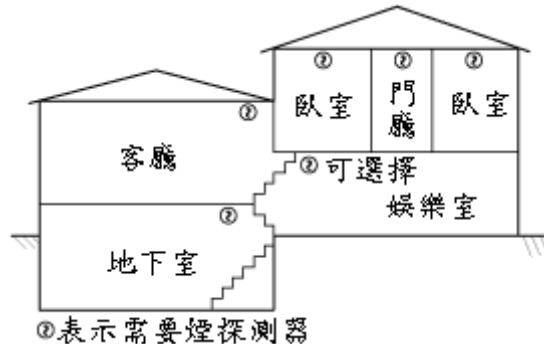 臥室
門廳
臥室
客廳
可選擇
娛樂室
地下室
表示需要煙探測器